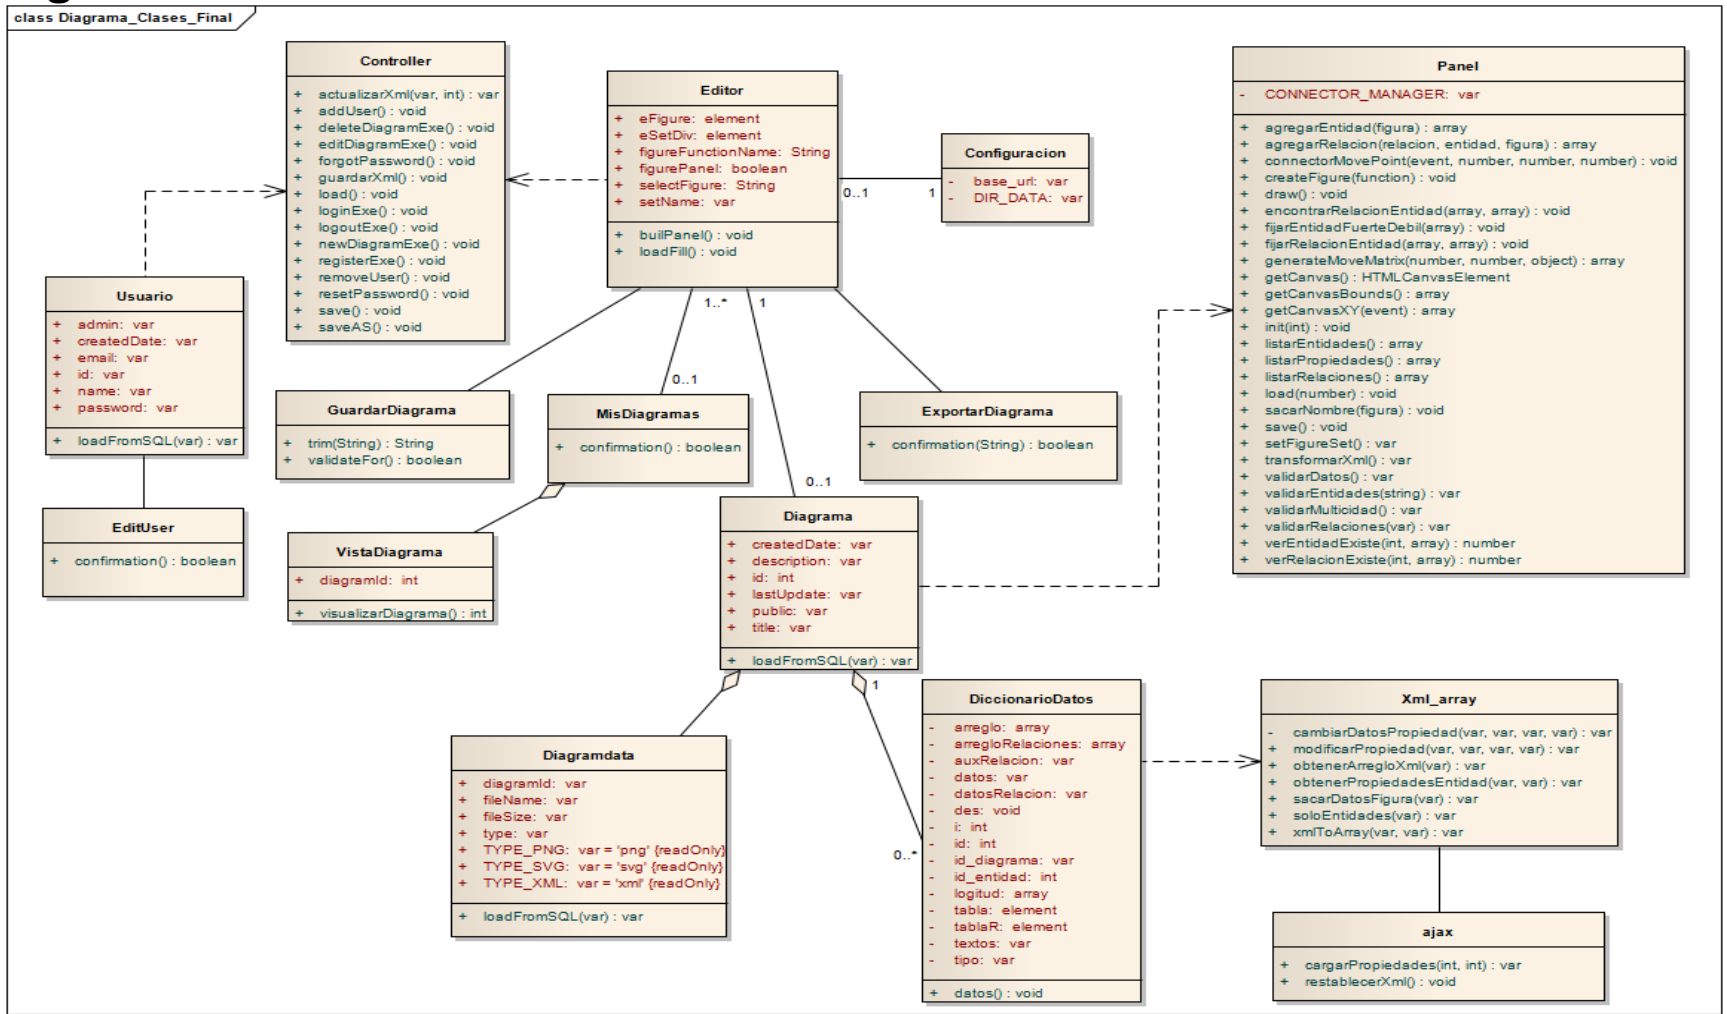 class Diagrama_Clases_Final
Controller
+ actualizarXml(var, int) : var
+ addUser() : void
+ deleteDiagramExe() : void
+ editDiagramExe() : void
+ forgotPassword() : void
+ guardarXml() : void
+ load() : void
+ loginExe() : void
+ logoutExe() : void
+ newDiagramExe() : void
+ registerExe() : void
+ removeUser() : void
+ resetPassword() : void
+ save() : void
+ saveAS() : void
Editor
+ eFigure: element
+ eSetDiv: element
+ figureFunctionName: String
+ figurePanel: boolean
+ selectFigure: String
+ setName: var
+ builPanel() : void
+ loadFill() : void
0..1
1
Configuracion
- base_url: var
- DIR_DATA: var
Panel
- CONNECTOR_MANAGER: var
+ agregarEntidad(figura) : array
+ agregarRelacion(relacion, entidad, figura) : array
+ connectorMovePoint(event, number, number, number) : void
+ createFigure(function) : void
+ draw() : void
+ encontrarRelacionEntidad(array, array) : void
+ fijarEntidadFuerteDebil(array) : void
+ fijarRelacionEntidad(array, array) : void
+ generateMoveMatrix(number, number, object) : array
+ getCanvas() : HTMLCanvasElement
+ getCanvasBounds() : array
+ getCanvasXY(event) : array
+ init(int) : void
+ listarEntidades() : array
+ listarPropiedades() : array
+ listarRelaciones() : array
+ load(number) : void
+ sacarNombre(figura) : void
+ save() : void
+ setFigureSet() : var
+ transformarXml() : var
+ validarDatos() : var
+ validarEntidades(string) : var
+ validarMulticidad() : var
+ validarRelaciones(var) : var
+ verEntidadExiste(int, array) : number
+ verRelacionExiste(int, array) : number
Usuario
+ admin: var
+ createdDate: var
+ email: var
+ id: var
+ name: var
+ password: var
+ loadFromSQL(var) : var
EditUser
+ confirmation() : boolean
1..*
1
0..1
0..1
GuardarDiagrama
+ trim(String) : String
+ validateFor() : boolean
MisDiagramas
+ confirmation() : boolean
ExportarDiagrama
+ confirmation(String) : boolean
VistaDiagrama
+ diagramId: int
+ visualizarDiagrama() : int
Diagrama
+ createdDate: var
+ description: var
+ id: int
+ lastUpdate: var
+ public: var
+ title: var
+ loadFromSQL(var) : var
1
0..*
Diagramdata
+ diagramId: var
+ fileName: var
+ fileSize: var
+ type: var
+ TYPE_PNG: var = 'png' {readOnly}
+ TYPE_SVG: var = 'svg' {readOnly}
+ TYPE_XML: var = 'xml' {readOnly}
+ loadFromSQL(var) : var
DiccionarioDatos
- arreglo: array
- arregloRelaciones: array
- auxRelacion: var
- datos: var
- datosRelacion: var
- des: void
- i: int
- id: int
- id_diagrama: var
- id_entidad: int
- logitud: array
- tabla: element
- tablaR: element
- textos: var
- tipo: var
+ datos() : void
Xml_array
- cambiarDatosPropiedad(var, var, var, var) : var
+ modificarPropiedad(var, var, var, var) : var
+ obtenerArregloXml(var) : var
+ obtenerPropiedadesEntidad(var, var) : var
+ sacarDatosFigura(var) : var
+ soloEntidades(var) : var
+ xmlToArray(var, var) : var
ajax
+ cargarPropiedades(int, int) : var
+ restablecerXml() : void